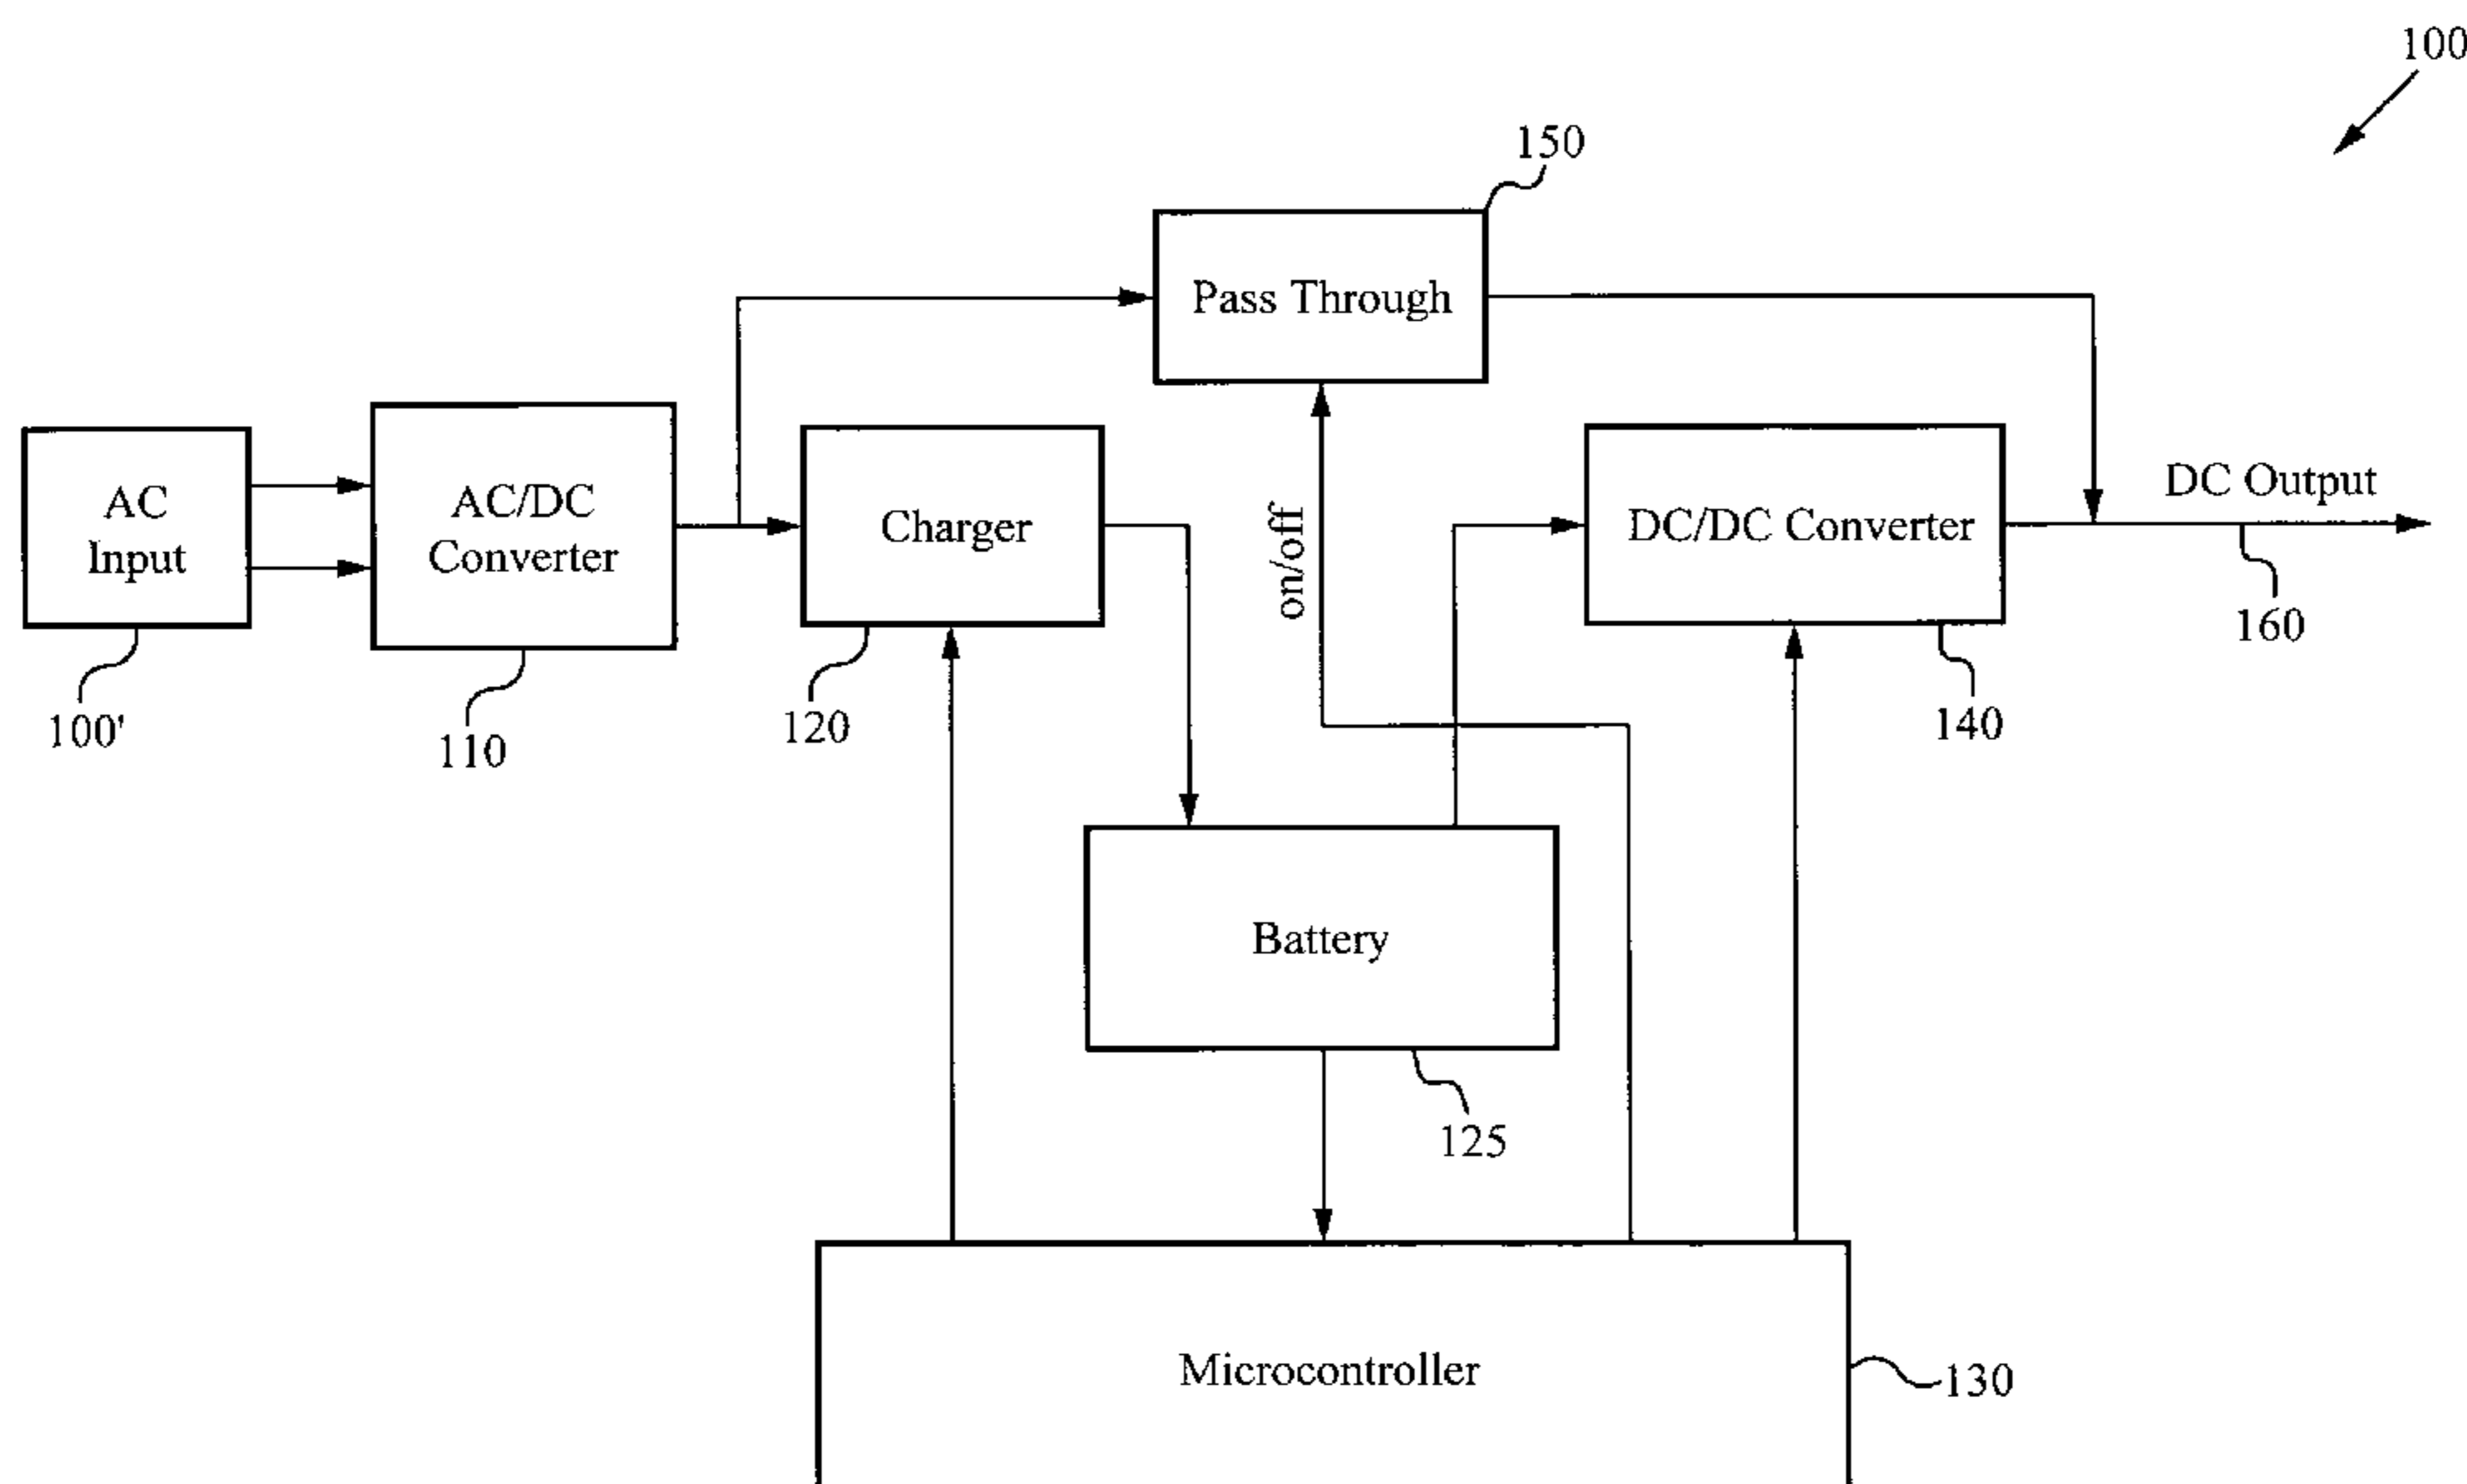 100
150
Pass Through
AC
Input
AC/DC
Converter
Charger
on/off
DC/DC Converter
DC Output
160
100'
110
120
140
Battery
125
Microcontroller
130